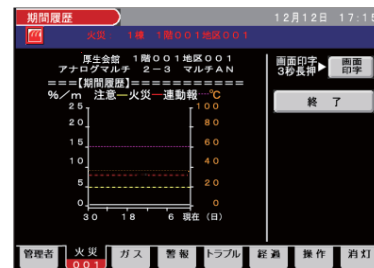 期間履歴 12月12日 17:15
火災: 1棟 1階001地区001
厚生会館 1階001地区001
アナログマルチ 2-3 マルチAN
===【期間履歴】===========
%/m 注意―火災―連動報┈℃
25 100
20 80
15 60
10 40
5 20
0 0
30 18 6 現在 (日)
画面印字▶ 画面
3秒長押 印字
終 了
管理者 火災 ガス 警報 トラブル 経過 操作 消灯
001